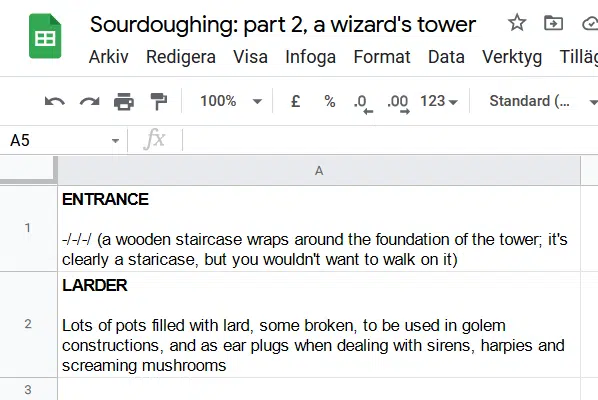 Sourdoughing: part 2, a wizard's tower
Arkiv Redigera Visa Infoga Format Data Verktyg Tilläg
100% £ % .0 .00 123 Standard (...
A5 fx
A
1
ENTRANCE
-/-/-/ (a wooden staircase wraps around the foundation of the tower; it's
clearly a staricase, but you wouldn't want to walk on it)
2
LARDER
Lots of pots filled with lard, some broken, to be used in golem
constructions, and as ear plugs when dealing with sirens, harpies and
screaming mushrooms
3